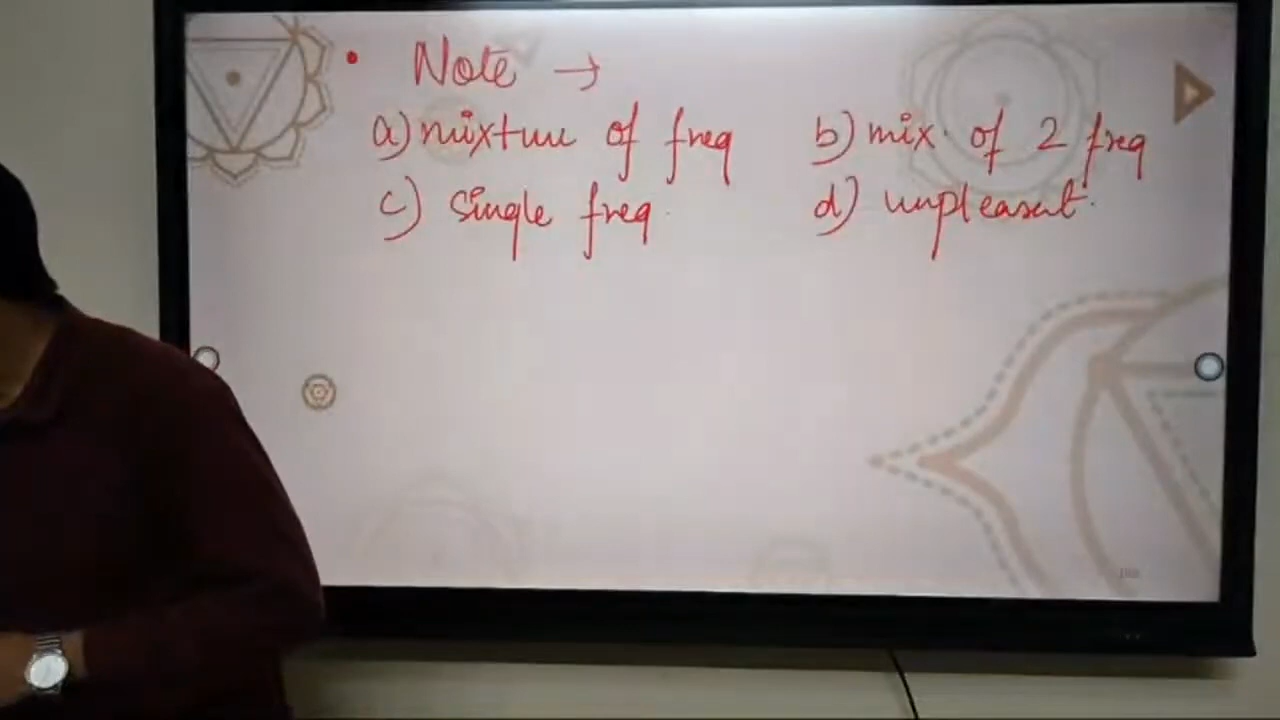 • Note →
a) mixture of freq b) mix. of 2 freq
c) single freq. d) unpleasant.